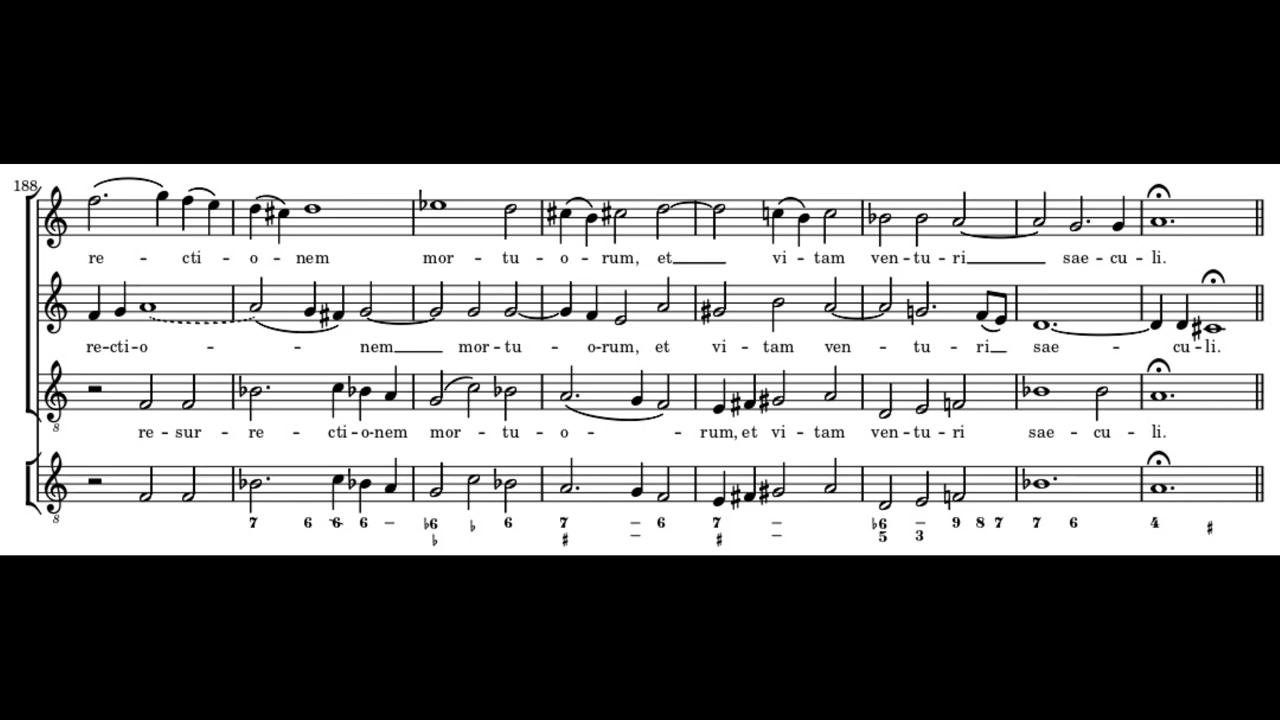 188
re - cti - o - nem mor - tu - o - rum, et vi - tam ven - tu - ri sae - cu - li.
re - cti - o - nem mor - tu - o - rum, et vi - tam ven - tu - ri sae - cu - li.
8
re - sur - re - cti - o - nem mor - tu - o - rum, et vi - tam ven - tu - ri sae - cu - li.
8
7 6 6 6 – ♭6 ♭ 6 7 – 6 7 – ♭6 – 9 8 7 7 6 4 ♯
♭ ♯ – ♯ – 5 3